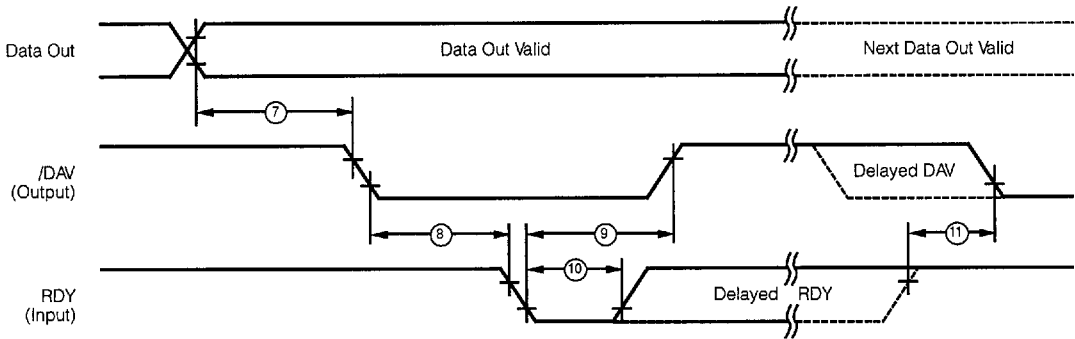 Data Out
Data Out Valid
Next Data Out Valid
7
/DAV
(Output)
Delayed DAV
8
9
11
10
RDY
(Input)
Delayed RDY